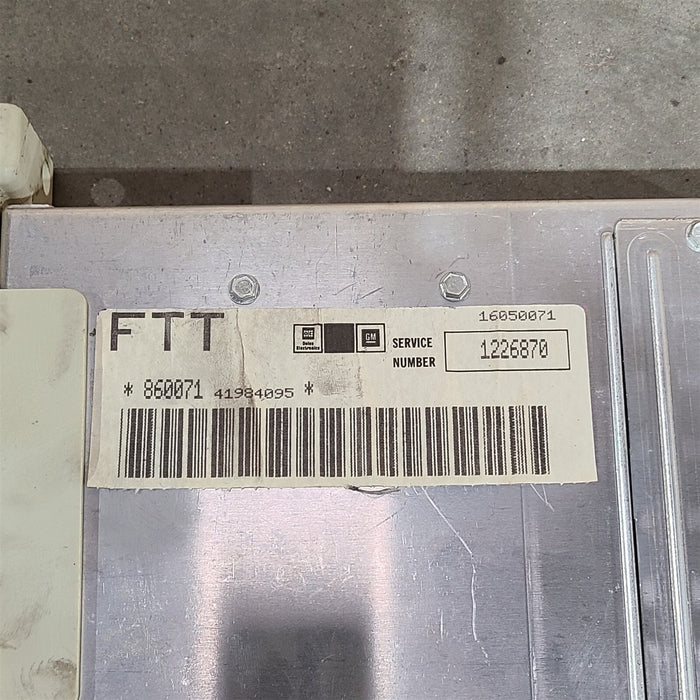 FTT
Delco
Electronics
GM
SERVICE
NUMBER
16050071
1226870
* 860071 41984095 *